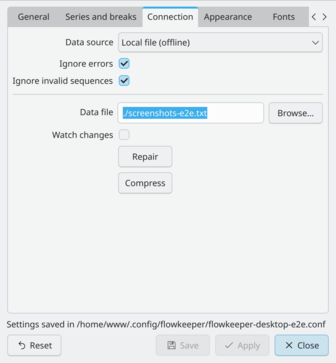 General Series and breaks Connection Appearance Fonts
Data source Local file (offline)
Ignore errors
Ignore invalid sequences
Data file ./screenshots-e2e.txt Browse...
Watch changes
Repair
Compress
Settings saved in /home/www/.config/flowkeeper/flowkeeper-desktop-e2e.conf
Reset Save Apply Close